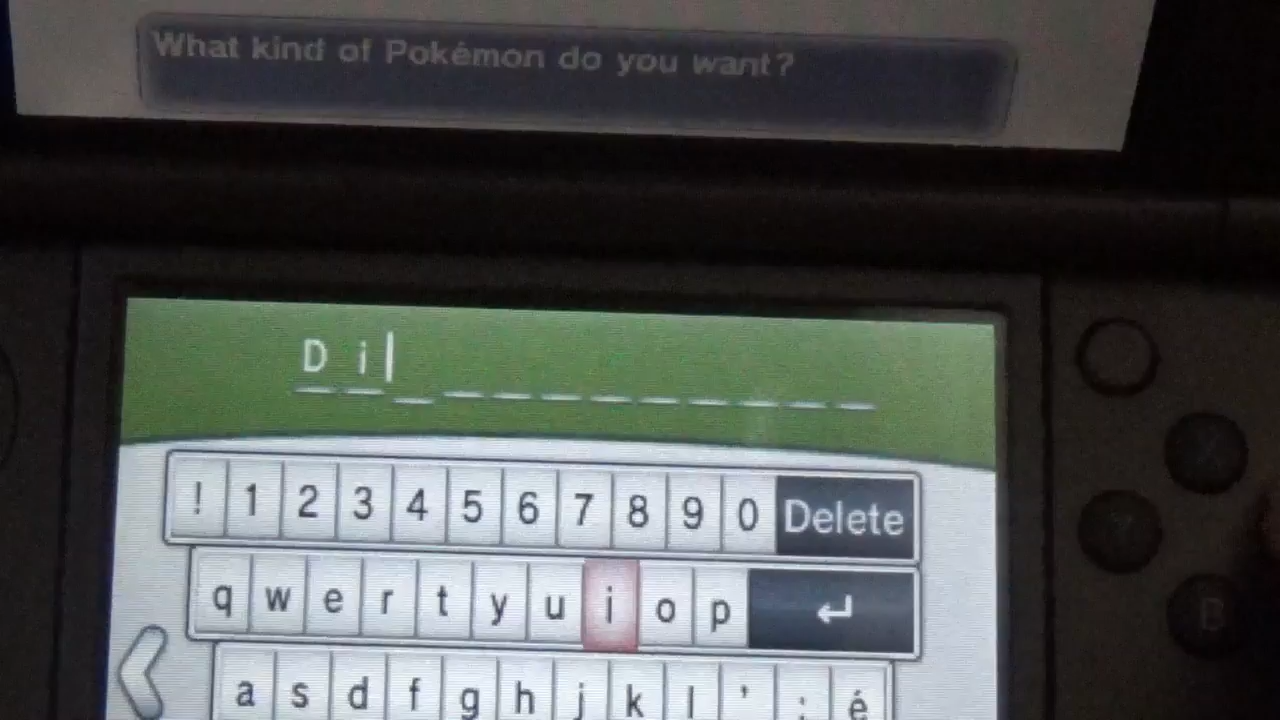 What kind of Pokémon do you want?
Di
! 1 2 3 4 5 6 7 8 9 0 Delete
q w e r t y u i o p
a s d f g h j k l ' : é
X
Y
B